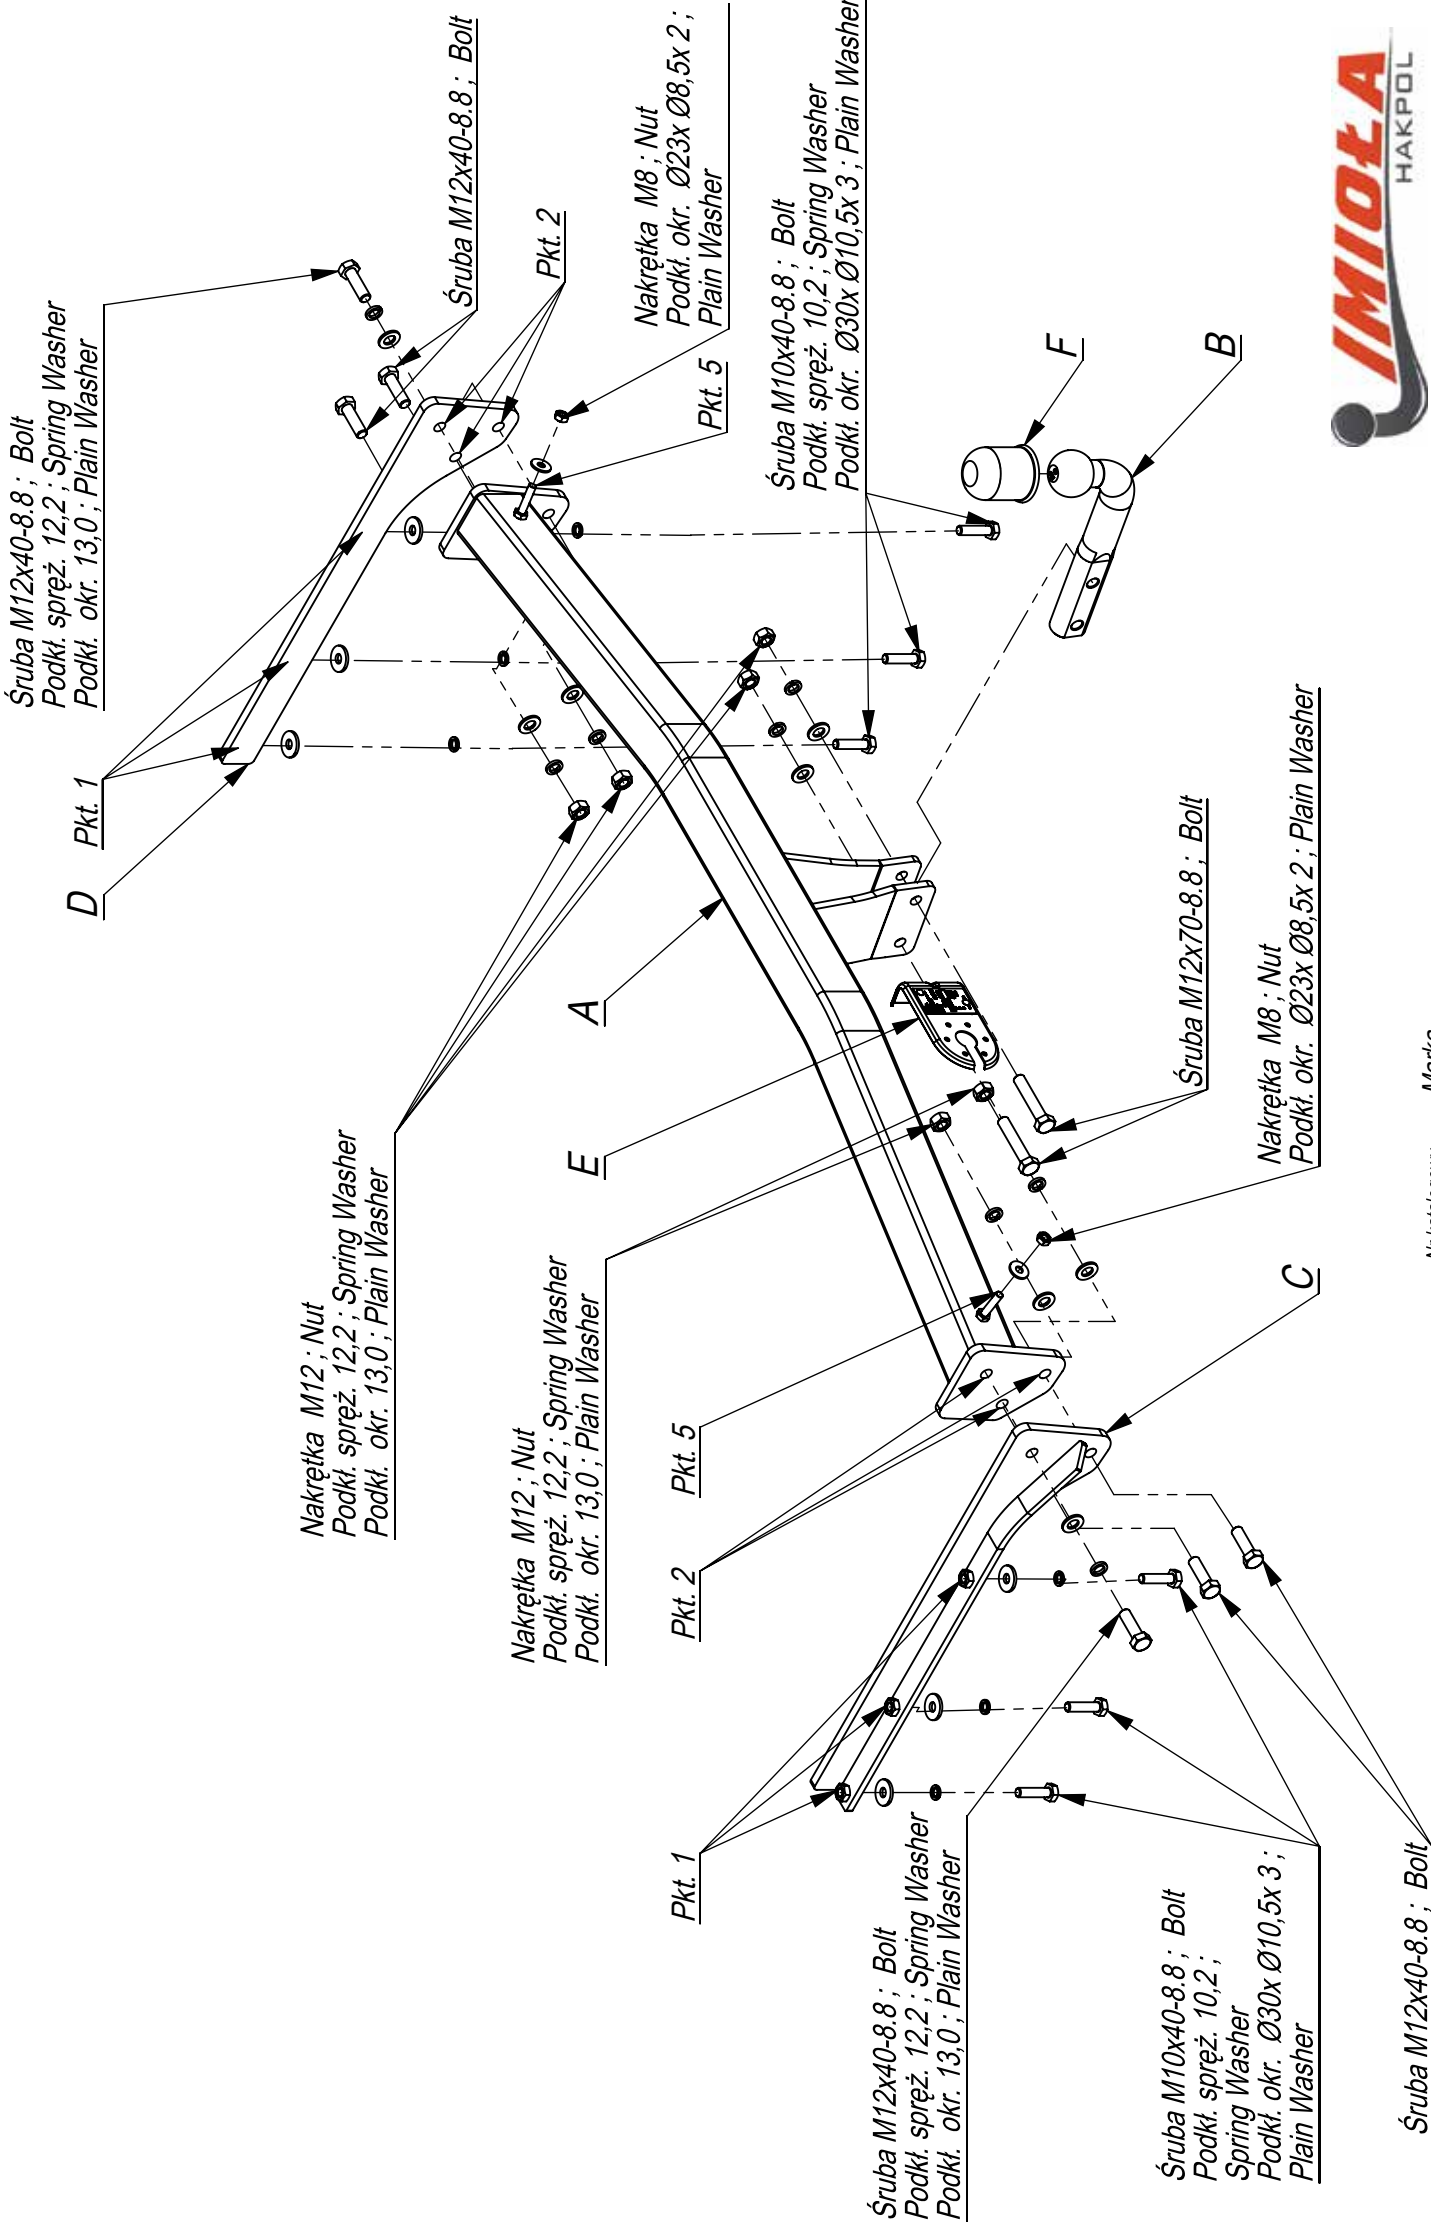 Śruba M12x40-8.8 ; Bolt
Podkł. spręż. 12,2 ; Spring Washer
Podkł. okr. 13,0 ; Plain Washer
Pkt. 1
D
Śruba M12x40-8.8 ; Bolt
Pkt. 2
Nakrętka M8 ; Nut
Podkł. okr. Ø23x Ø8,5x 2 ;
Plain Washer
Pkt. 5
Śruba M10x40-8.8 ; Bolt
Podkł. spręż. 10,2 ; Spring Washer
Podkł. okr. Ø30x Ø10,5x 3 ; Plain Washer
F
B
IMIOŁA
HAKPOL
Nakrętka M12 ; Nut
Podkł. spręż. 12,2 ; Spring Washer
Podkł. okr. 13,0 ; Plain Washer
A
E
Nakrętka M12 ; Nut
Podkł. spręż. 12,2 ; Spring Washer
Podkł. okr. 13,0 ; Plain Washer
Pkt. 5
Pkt. 2
Śruba M12x70-8.8 ; Bolt
Nakrętka M8 ; Nut
Podkł. okr. Ø23x Ø8,5x 2 ; Plain Washer
C
Pkt. 1
Śruba M12x40-8.8 ; Bolt
Podkł. spręż. 12,2 ; Spring Washer
Podkł. okr. 13,0 ; Plain Washer
Śruba M10x40-8.8 ; Bolt
Podkł. spręż. 10,2 ;
Spring Washer
Podkł. okr. Ø30x Ø10,5x 3 ;
Plain Washer
Śruba M12x40-8.8 ; Bolt